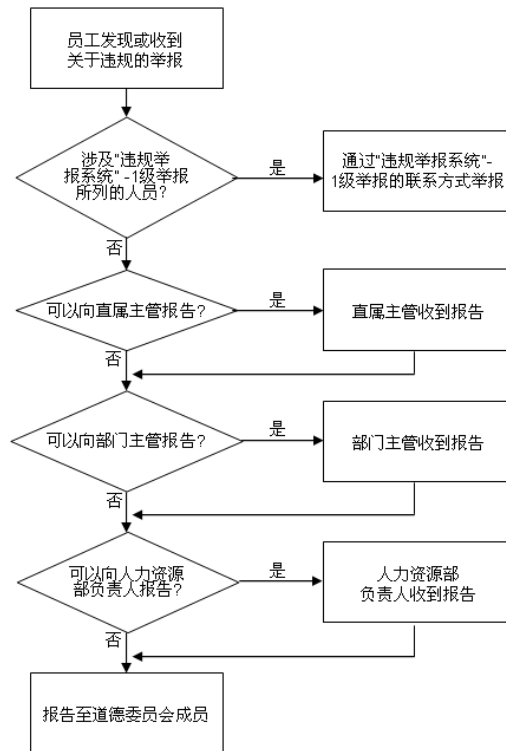 员工发现或收到
关于违规的举报
涉及"违规举
报系统"-1级举报
所列的人员?
是
通过"违规举报系统"-
1级举报的联系方式举报
否
可以向直属主管报告?
是
直属主管收到报告
否
可以向部门主管报告?
是
部门主管收到报告
否
可以向人力资源
部负责人报告?
是
人力资源部
负责人收到报告
否
报告至道德委员会成员